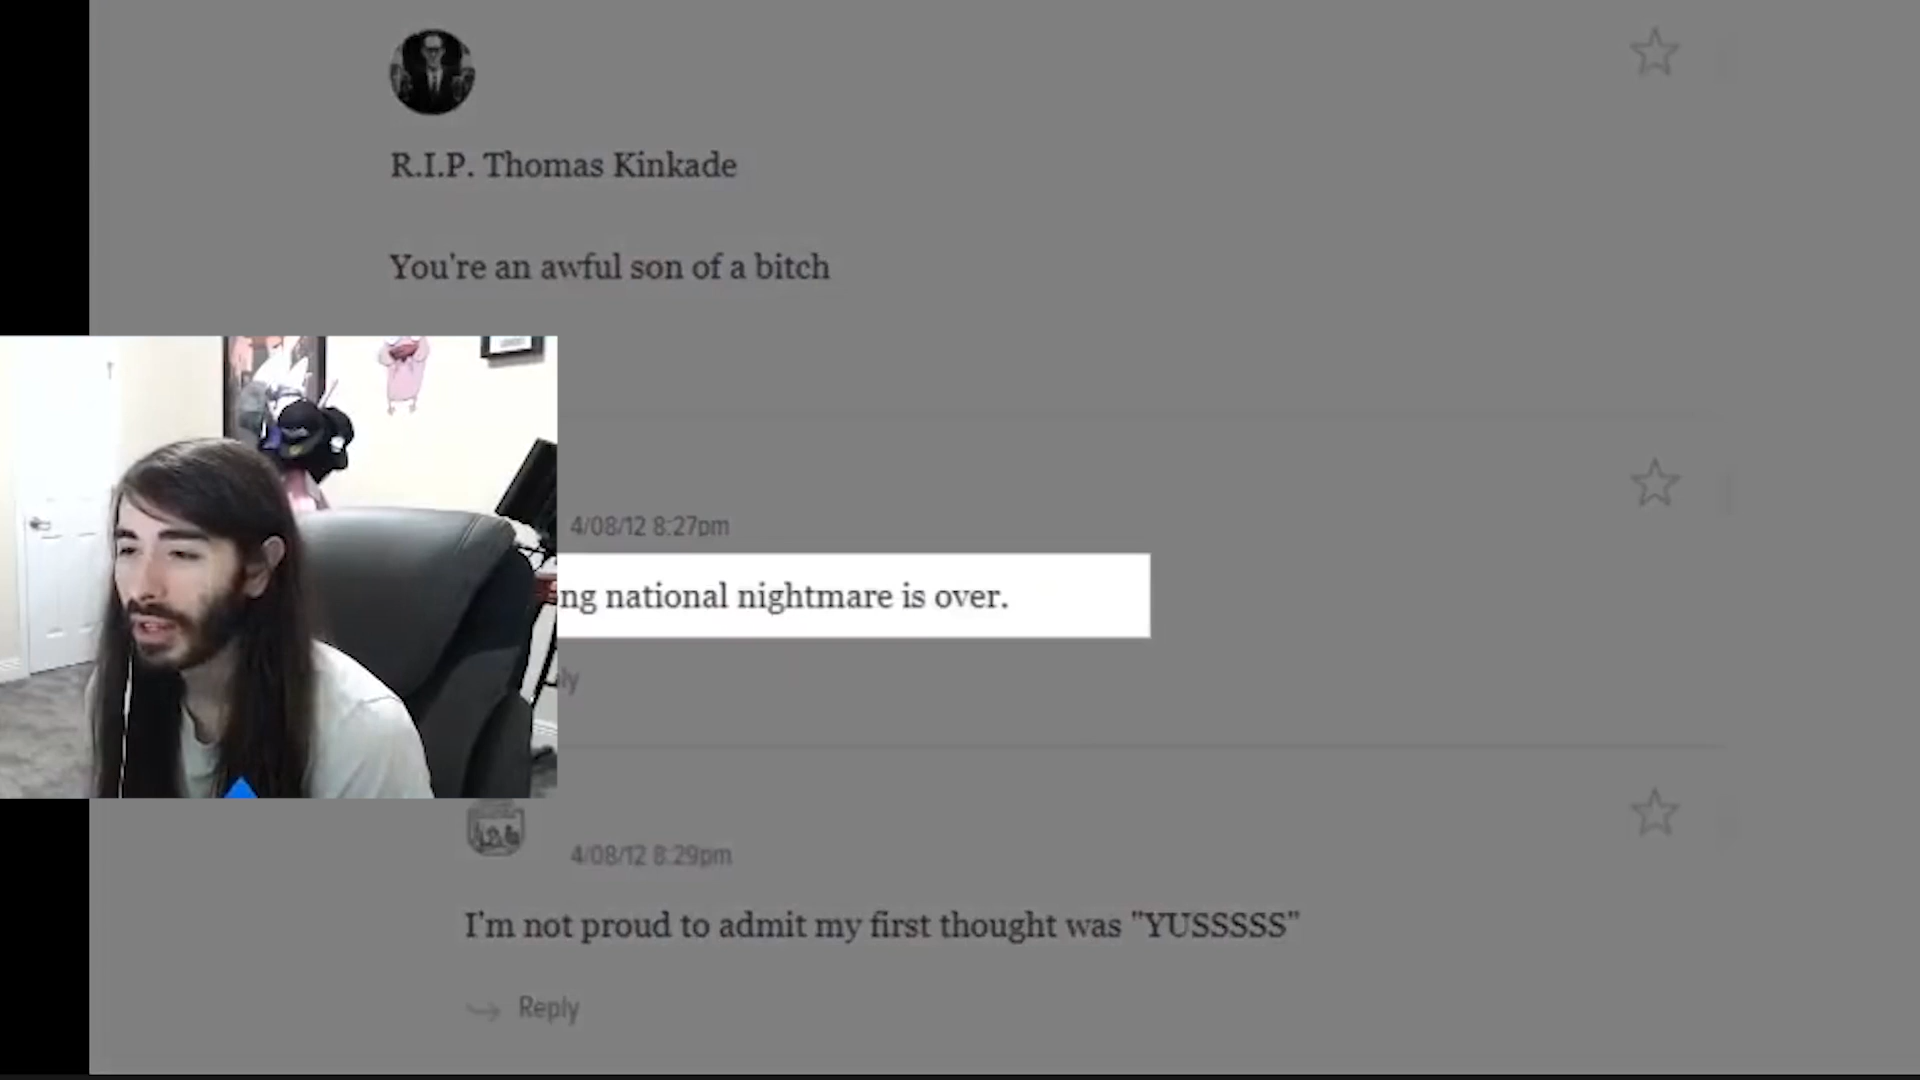 R.I.P. Thomas Kinkade
You're an awful son of a bitch
4/08/12 8:27pm
ng national nightmare is over.
ly
4/08/12 8:29pm
I'm not proud to admit my first thought was "YUSSSSS"
Reply